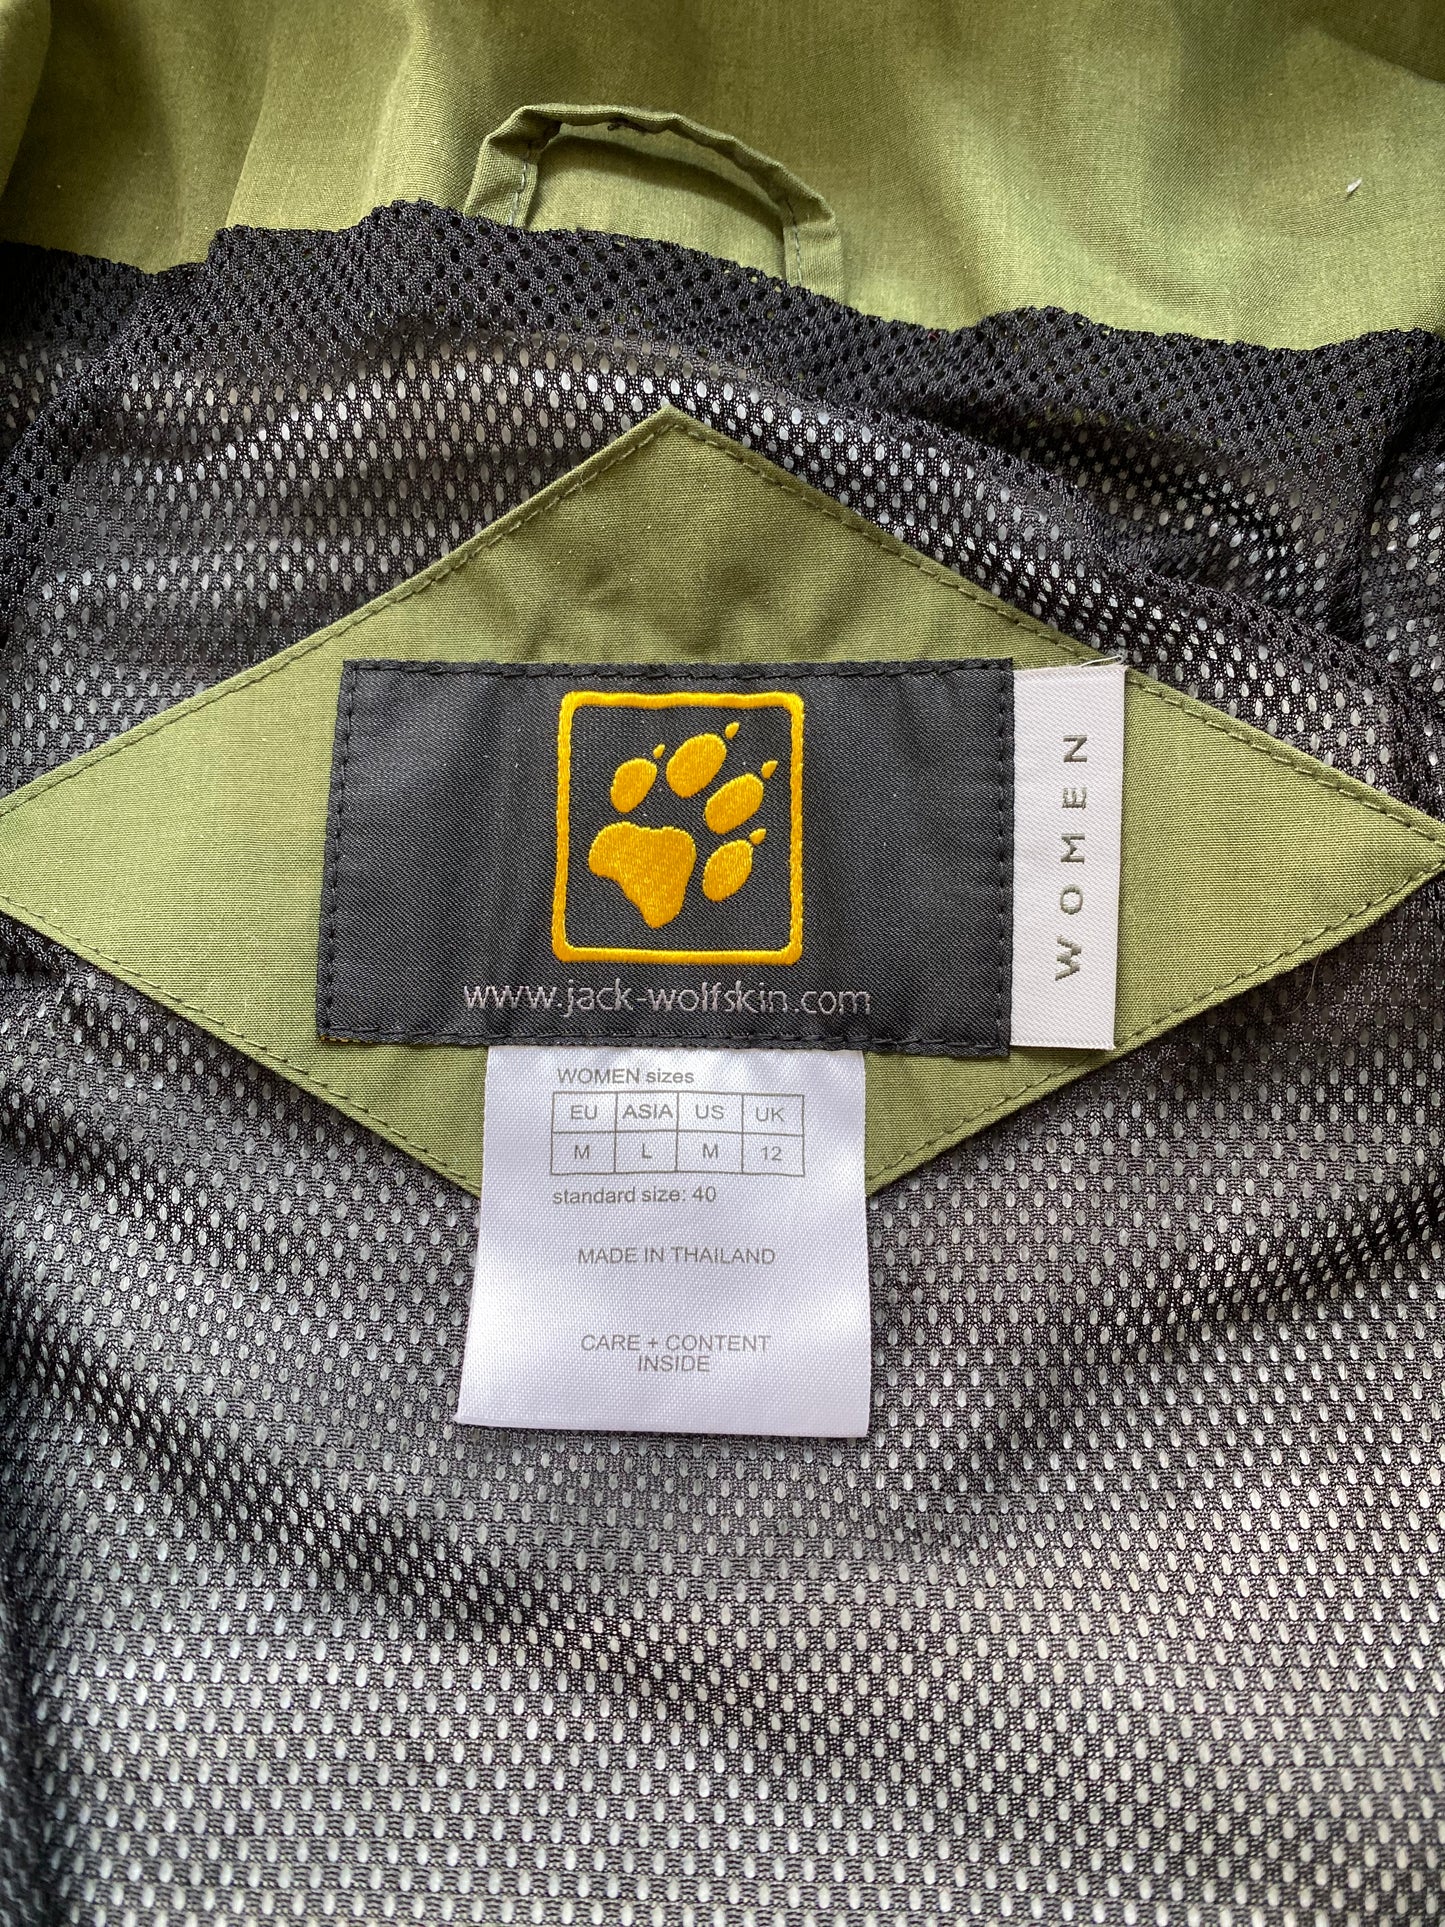 WOMEN
www.jack-wolfskin.com
WOMEN sizes
EU ASIA US UK
M L M 12
standard size: 40
MADE IN THAILAND
CARE + CONTENT
INSIDE